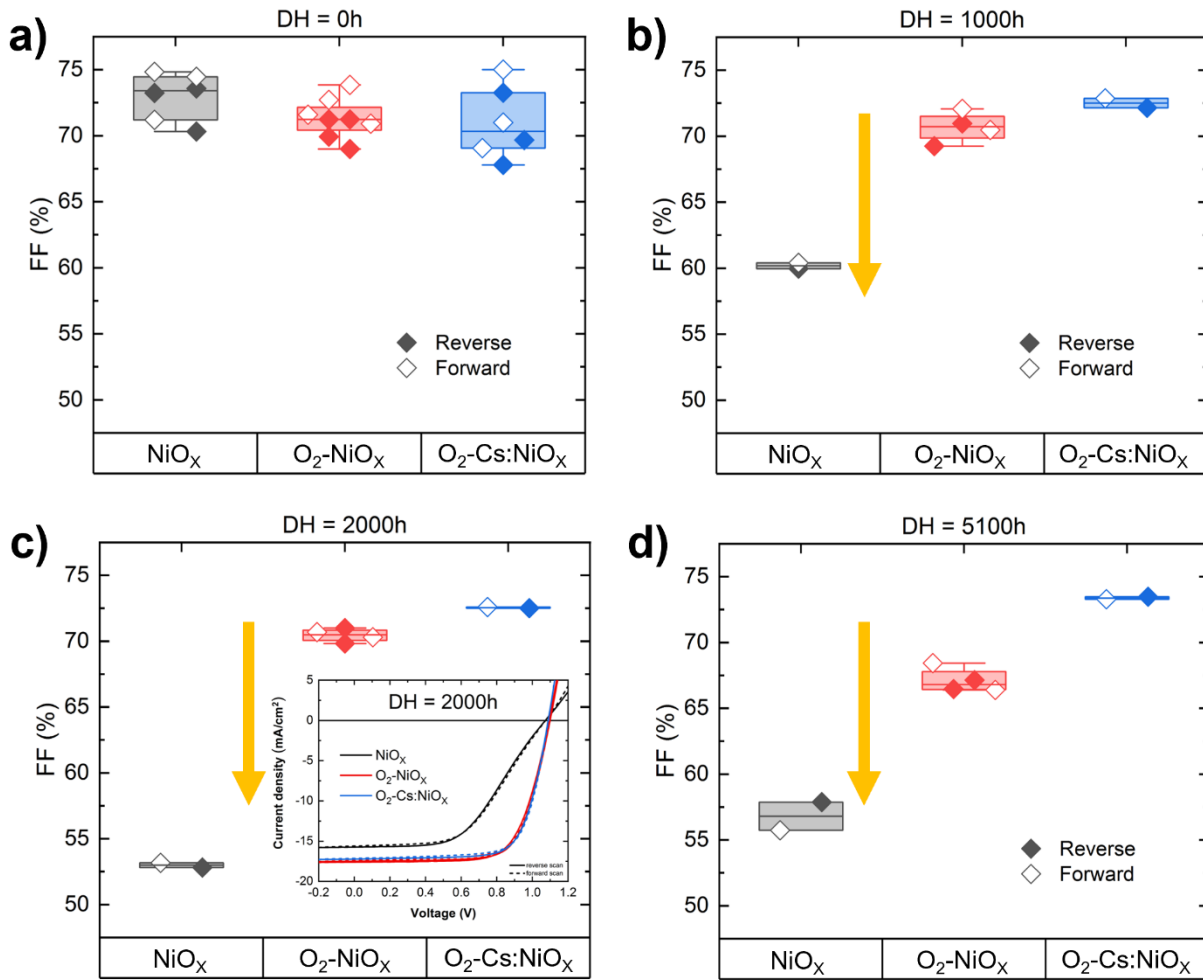 a)
DH = 0h
FF (%)
75
70
65
60
55
50
Reverse
Forward
NiOX
O2-NiOX
O2-Cs:NiOX
b)
DH = 1000h
FF (%)
75
70
65
60
55
50
Reverse
Forward
NiOX
O2-NiOX
O2-Cs:NiOX
c)
DH = 2000h
FF (%)
75
70
65
60
55
50
DH = 2000h
Current density (mA/cm²)
5
0
-5
-10
-15
-20
NiOX
O2-NiOX
O2-Cs:NiOX
reverse scan
forward scan
-0.2 0.0 0.2 0.4 0.6 0.8 1.0 1.2
Voltage (V)
NiOX
O2-NiOX
O2-Cs:NiOX
d)
DH = 5100h
FF (%)
75
70
65
60
55
50
Reverse
Forward
NiOX
O2-NiOX
O2-Cs:NiOX